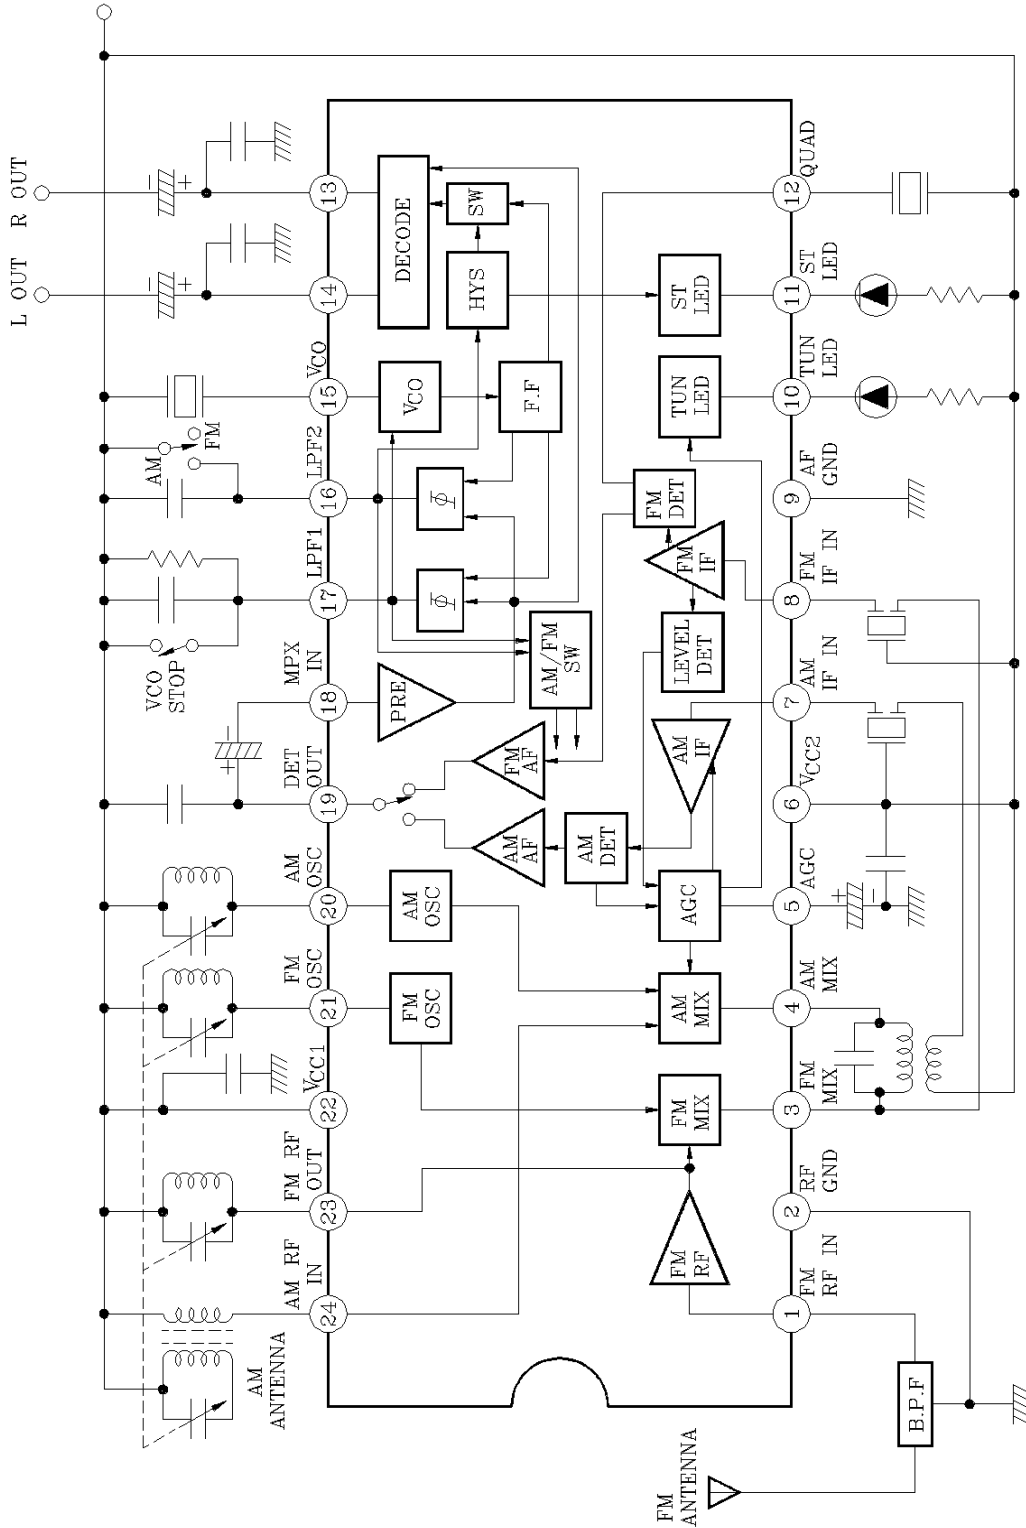 FM
ANTENNA
AM
ANTENNA
B.P.F
AM RF
IN
FM RF
OUT
VCC1
FM
OSC
AM
OSC
DET
OUT
MPX
IN
LPF1
LPF2
VCO
L OUT
R OUT
VCO
STOP
AM
FM
24
23
22
21
20
19
18
17
16
15
14
13
FM
OSC
AM
OSC
AM
AF
FM
AF
PRE
AM/FM
SW
Φ
Φ
VCO
F.F
DECODE
HYS
SW
AM
DET
FM
RF
FM
MIX
AM
MIX
AGC
AM
IF
LEVEL
DET
FM
IF
FM
DET
TUN
LED
ST
LED
1
2
3
4
5
6
7
8
9
10
11
12
FM
RF IN
RF
GND
FM
MIX
AM
MIX
AGC
VCC2
AM
IF IN
FM
IF IN
AF
GND
TUN
LED
ST
LED
QUAD